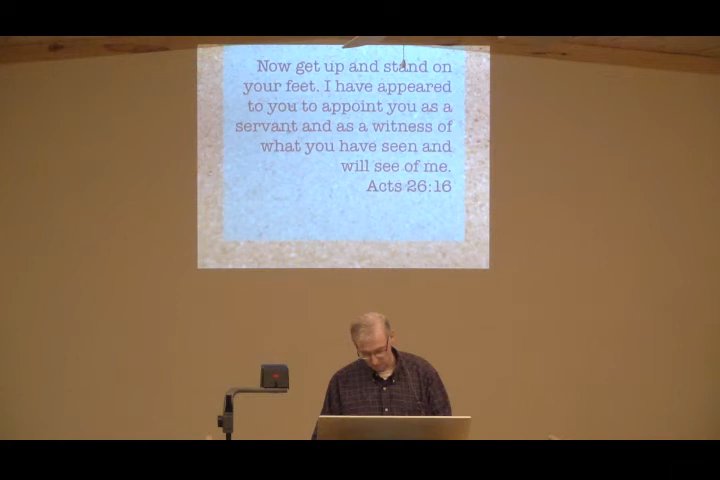 Now get up and stand on
your feet. I have appeared
to you to appoint you as a
servant and as a witness of
what you have seen and
will see of me.
Acts 26:16